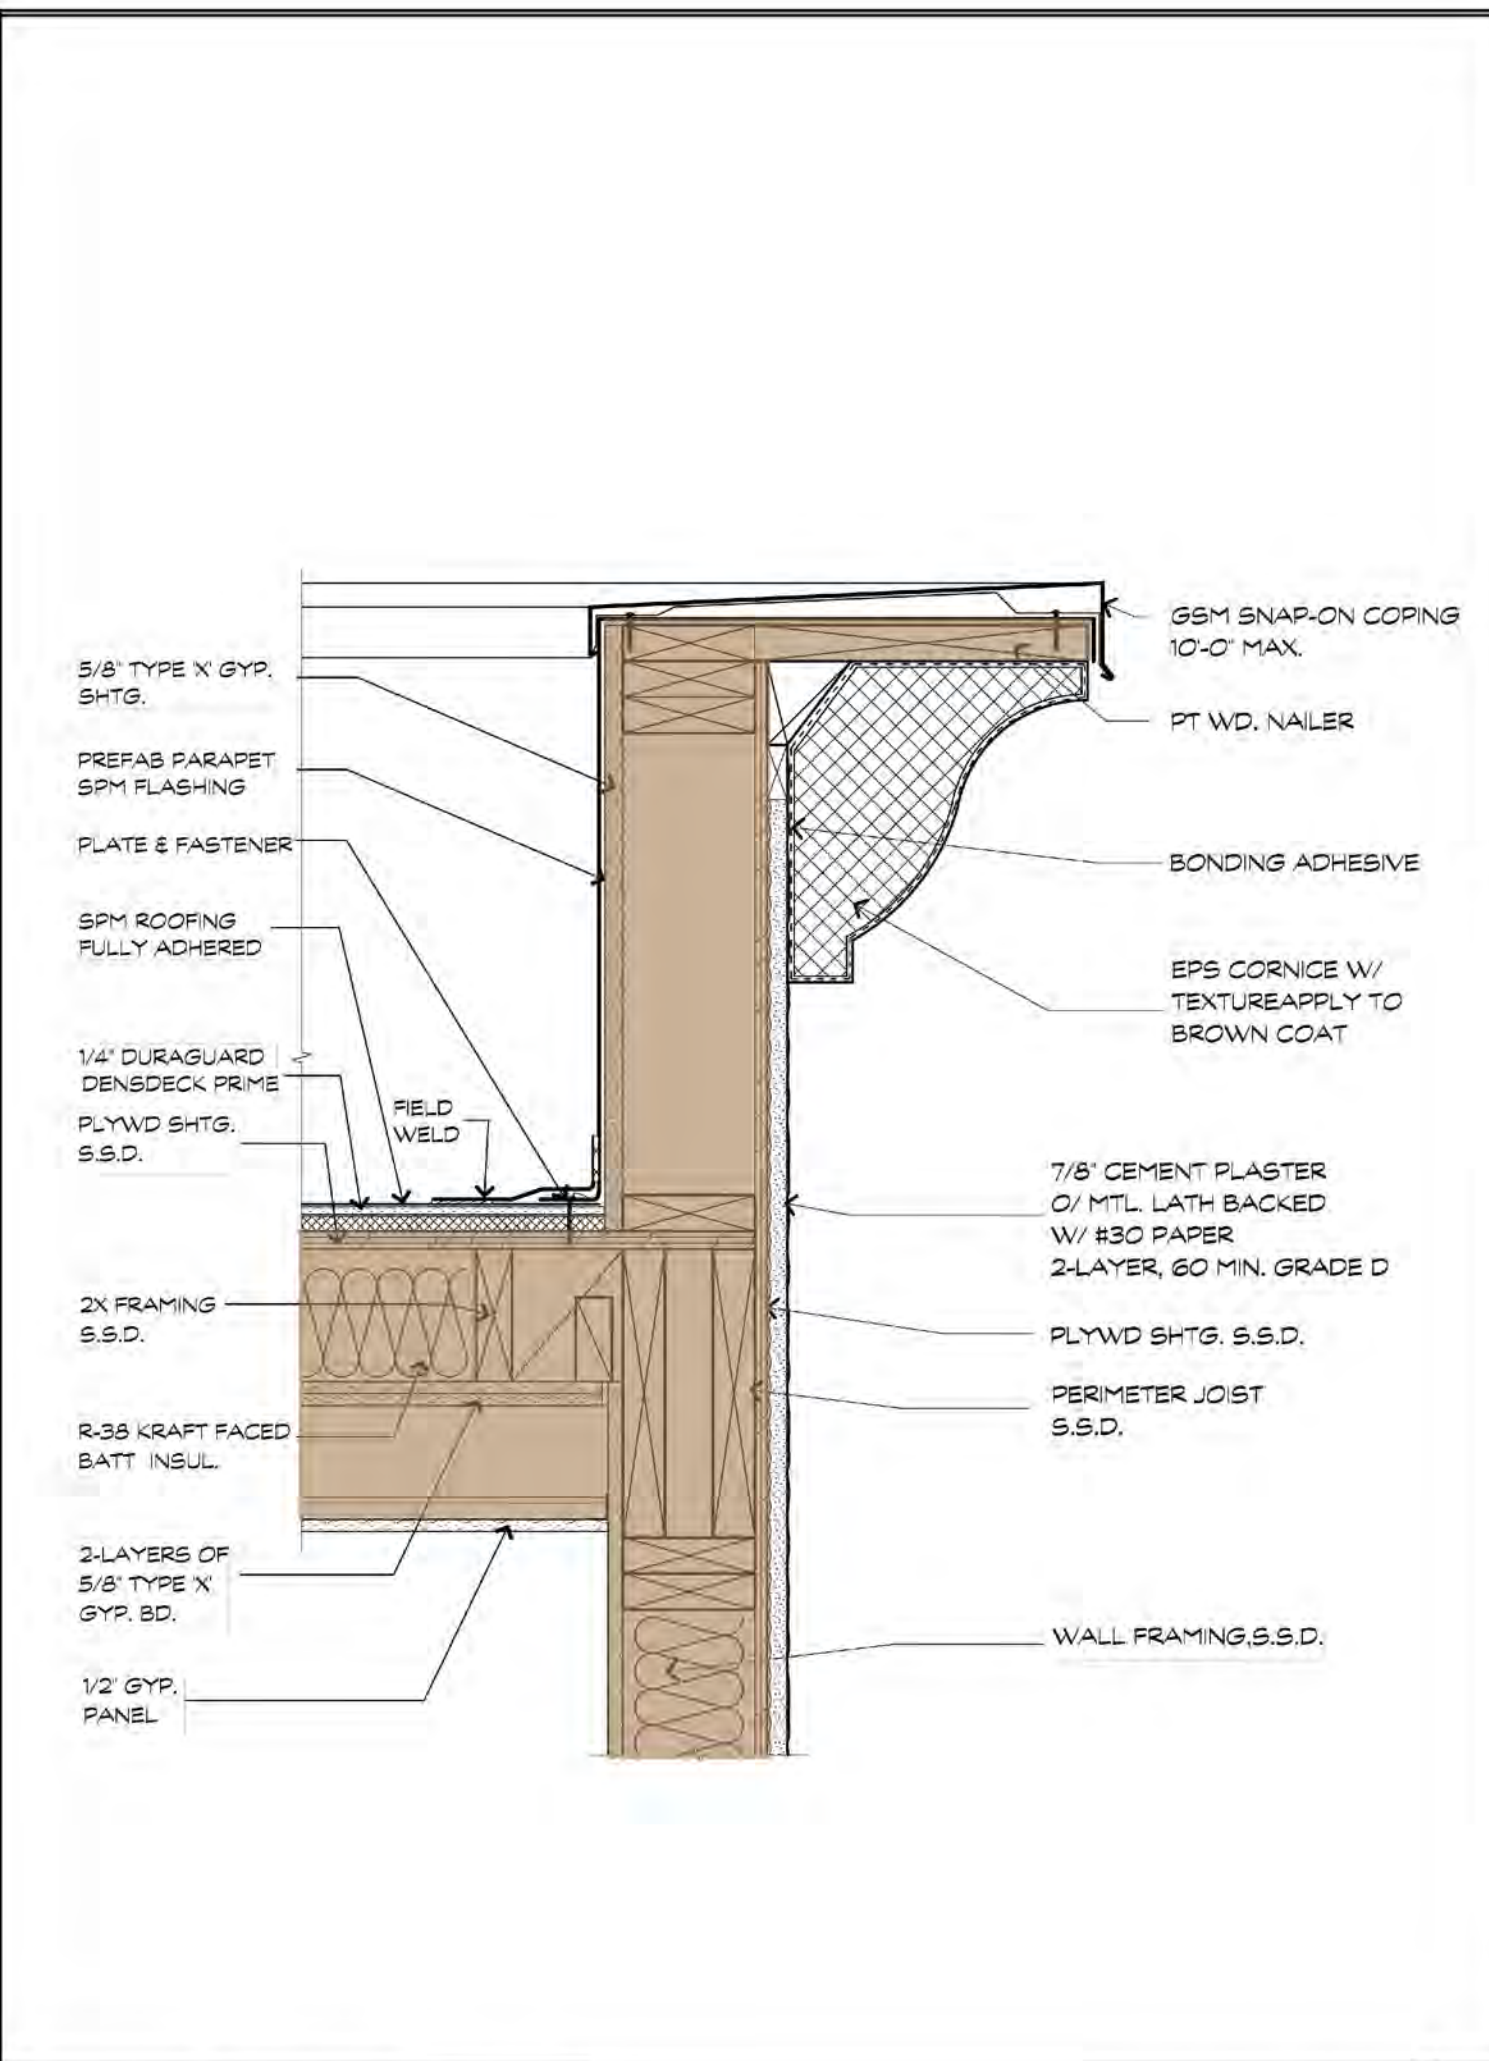 5/8" TYPE 'X' GYP.
SHTG.
PREFAB PARAPET
SPM FLASHING
PLATE & FASTENER
SPM ROOFING
FULLY ADHERED
1/4" DURAGUARD
DENSDECK PRIME
PLYWD SHTG.
S.S.D.
FIELD
WELD
2X FRAMING
S.S.D.
R-38 KRAFT FACED
BATT INSUL.
2-LAYERS OF
5/8" TYPE 'X'
GYP. BD.
1/2" GYP.
PANEL
GSM SNAP-ON COPING
10'-0" MAX.
PT WD. NAILER
BONDING ADHESIVE
EPS CORNICE W/
TEXTUREAPPLY TO
BROWN COAT
7/8" CEMENT PLASTER
O/ MTL. LATH BACKED
W/ #30 PAPER
2-LAYER, 60 MIN. GRADE D
PLYWD SHTG. S.S.D.
PERIMETER JOIST
S.S.D.
WALL FRAMING,S.S.D.